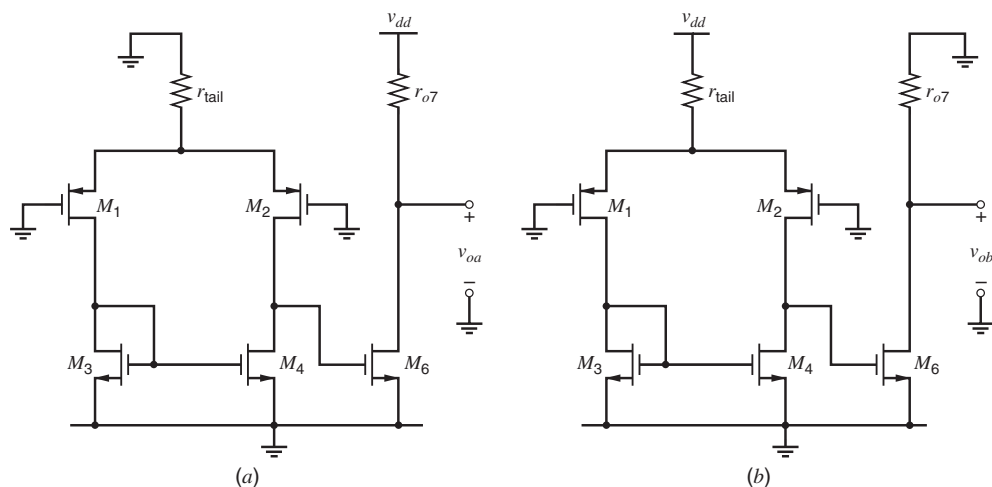 v_dd
r_tail
r_o7
M_1
M_2
+
v_oa
−
M_3
M_4
M_6
(a)
v_dd
r_tail
r_o7
M_1
M_2
+
v_ob
−
M_3
M_4
M_6
(b)